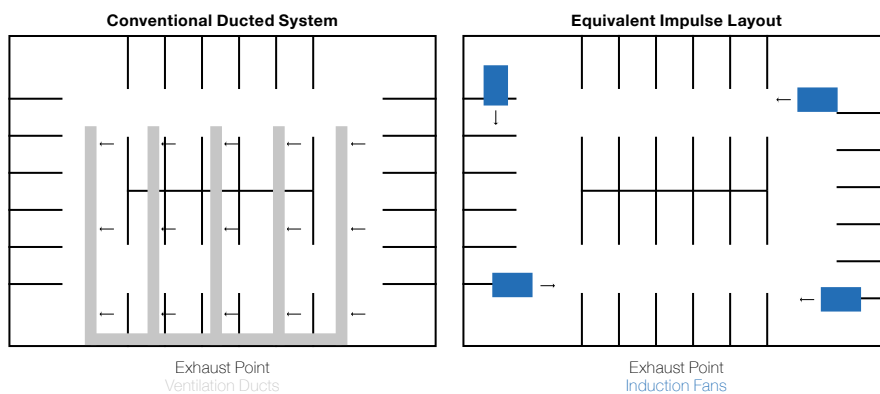 Conventional Ducted System
Equivalent Impulse Layout
Exhaust Point
Ventilation Ducts
Exhaust Point
Induction Fans